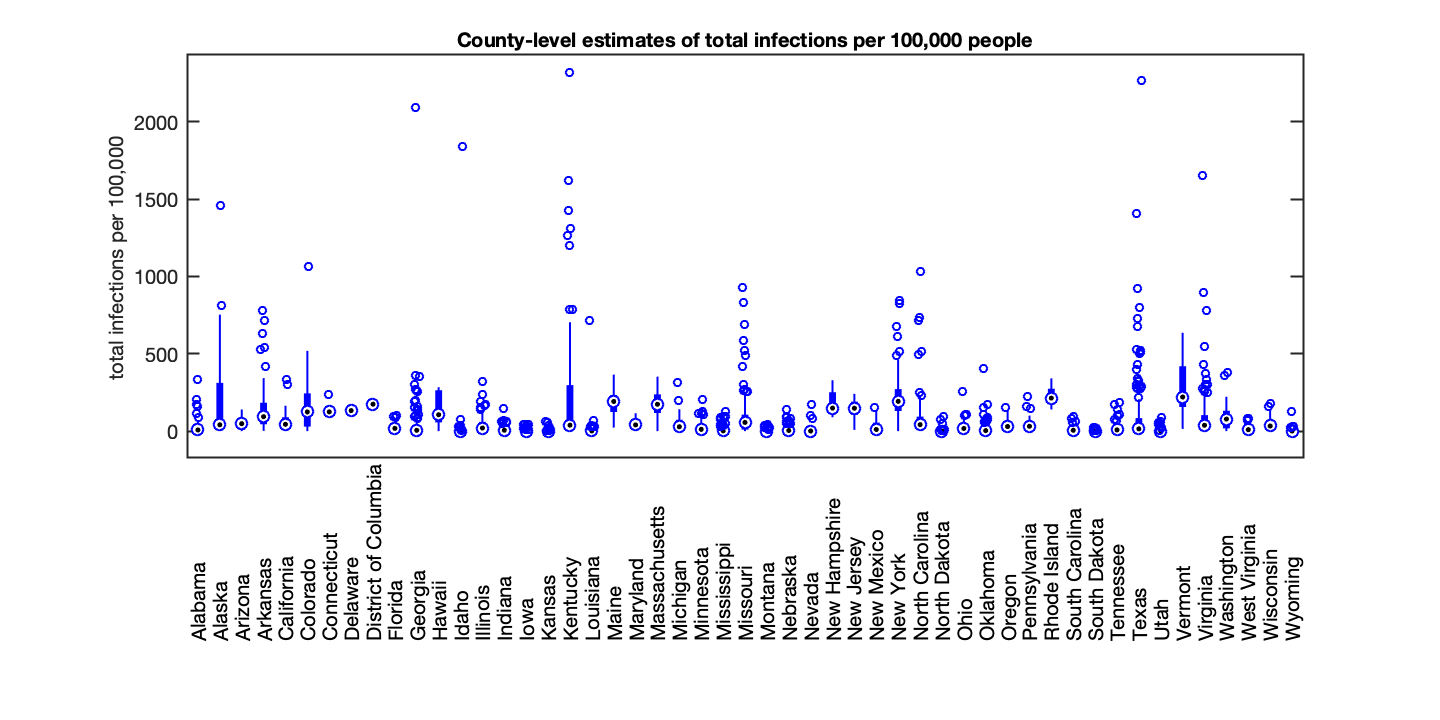 County-level estimates of total infections per 100,000 people
total infections per 100,000
2000
1500
1000
500
0
Alabama
Alaska
Arizona
Arkansas
California
Colorado
Connecticut
Delaware
District of Columbia
Florida
Georgia
Hawaii
Idaho
Illinois
Indiana
Iowa
Kansas
Kentucky
Louisiana
Maine
Maryland
Massachusetts
Michigan
Minnesota
Mississippi
Missouri
Montana
Nebraska
Nevada
New Hampshire
New Jersey
New Mexico
New York
North Carolina
North Dakota
Ohio
Oklahoma
Oregon
Pennsylvania
Rhode Island
South Carolina
South Dakota
Tennessee
Texas
Utah
Vermont
Virginia
Washington
West Virginia
Wisconsin
Wyoming